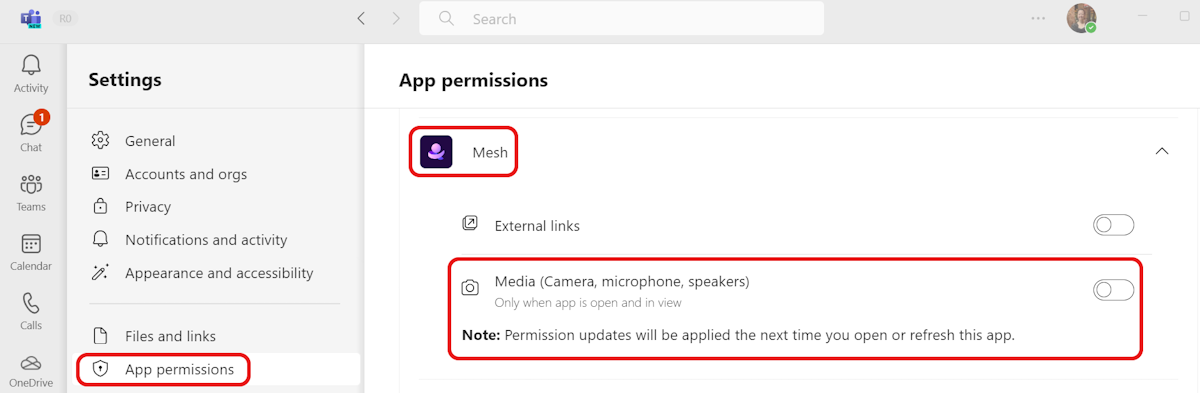 NEW
R0
Search
Activity
1
Chat
Teams
Calendar
Calls
OneDrive
Settings
General
Accounts and orgs
Privacy
Notifications and activity
Appearance and accessibility
Files and links
App permissions
App permissions
Mesh
External links
Media (Camera, microphone, speakers)
Only when app is open and in view
Note: Permission updates will be applied the next time you open or refresh this app.